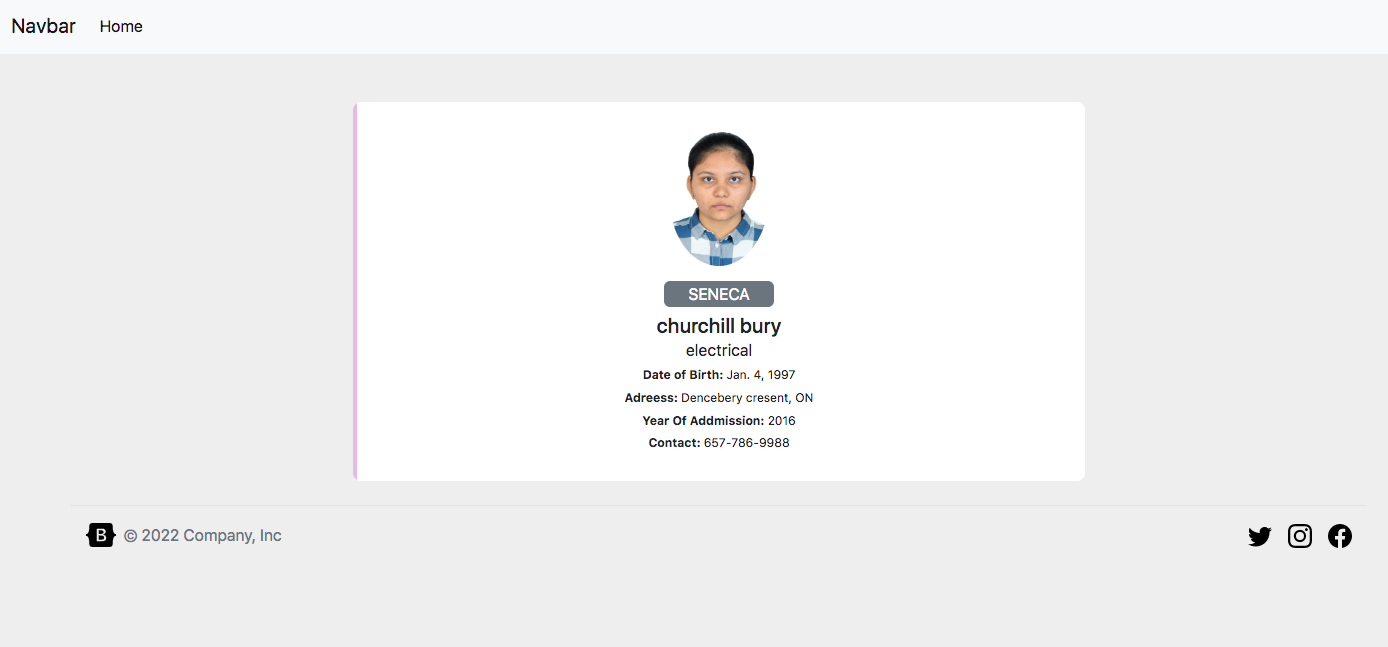 Navbar Home
SENECA
churchill bury
electrical
Date of Birth: Jan. 4, 1997
Adreess: Dencebery cresent, ON
Year Of Addmission: 2016
Contact: 657-786-9988
B © 2022 Company, Inc